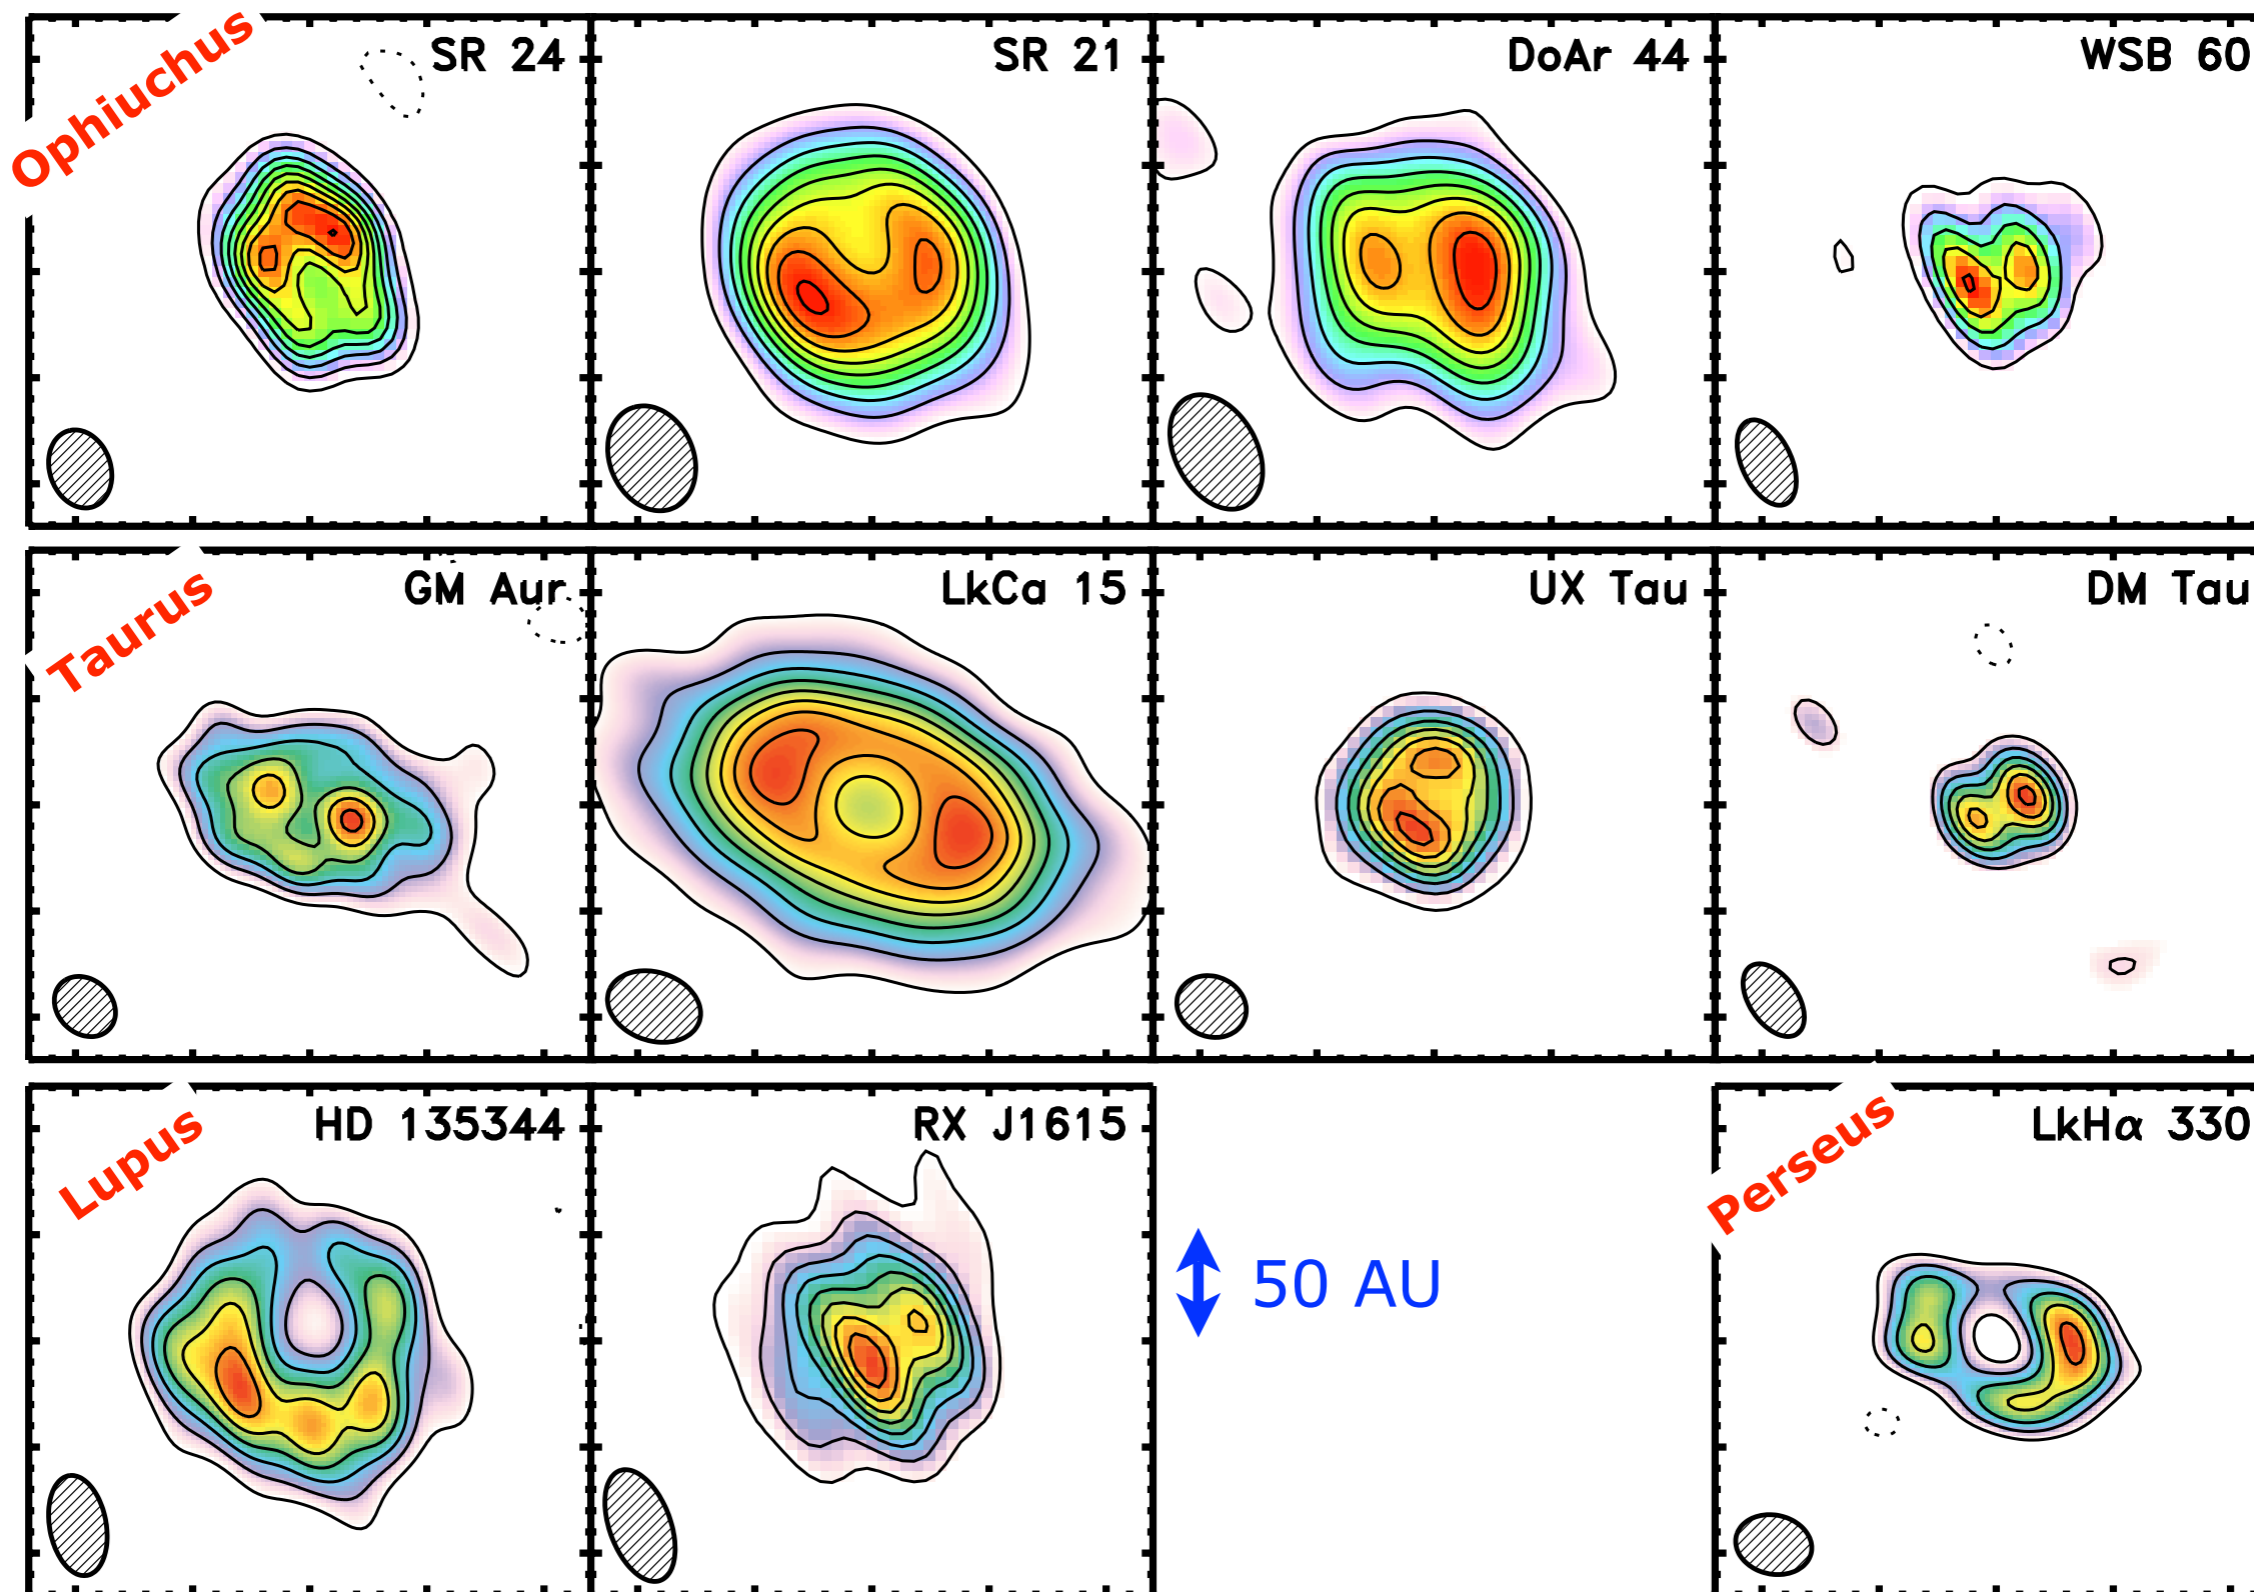 Ophiuchus
SR 24
SR 21
DoAr 44
WSB 60
Taurus
GM Aur
LkCa 15
UX Tau
DM Tau
Lupus
HD 135344
RX J1615
50 AU
Perseus
LkHα 330